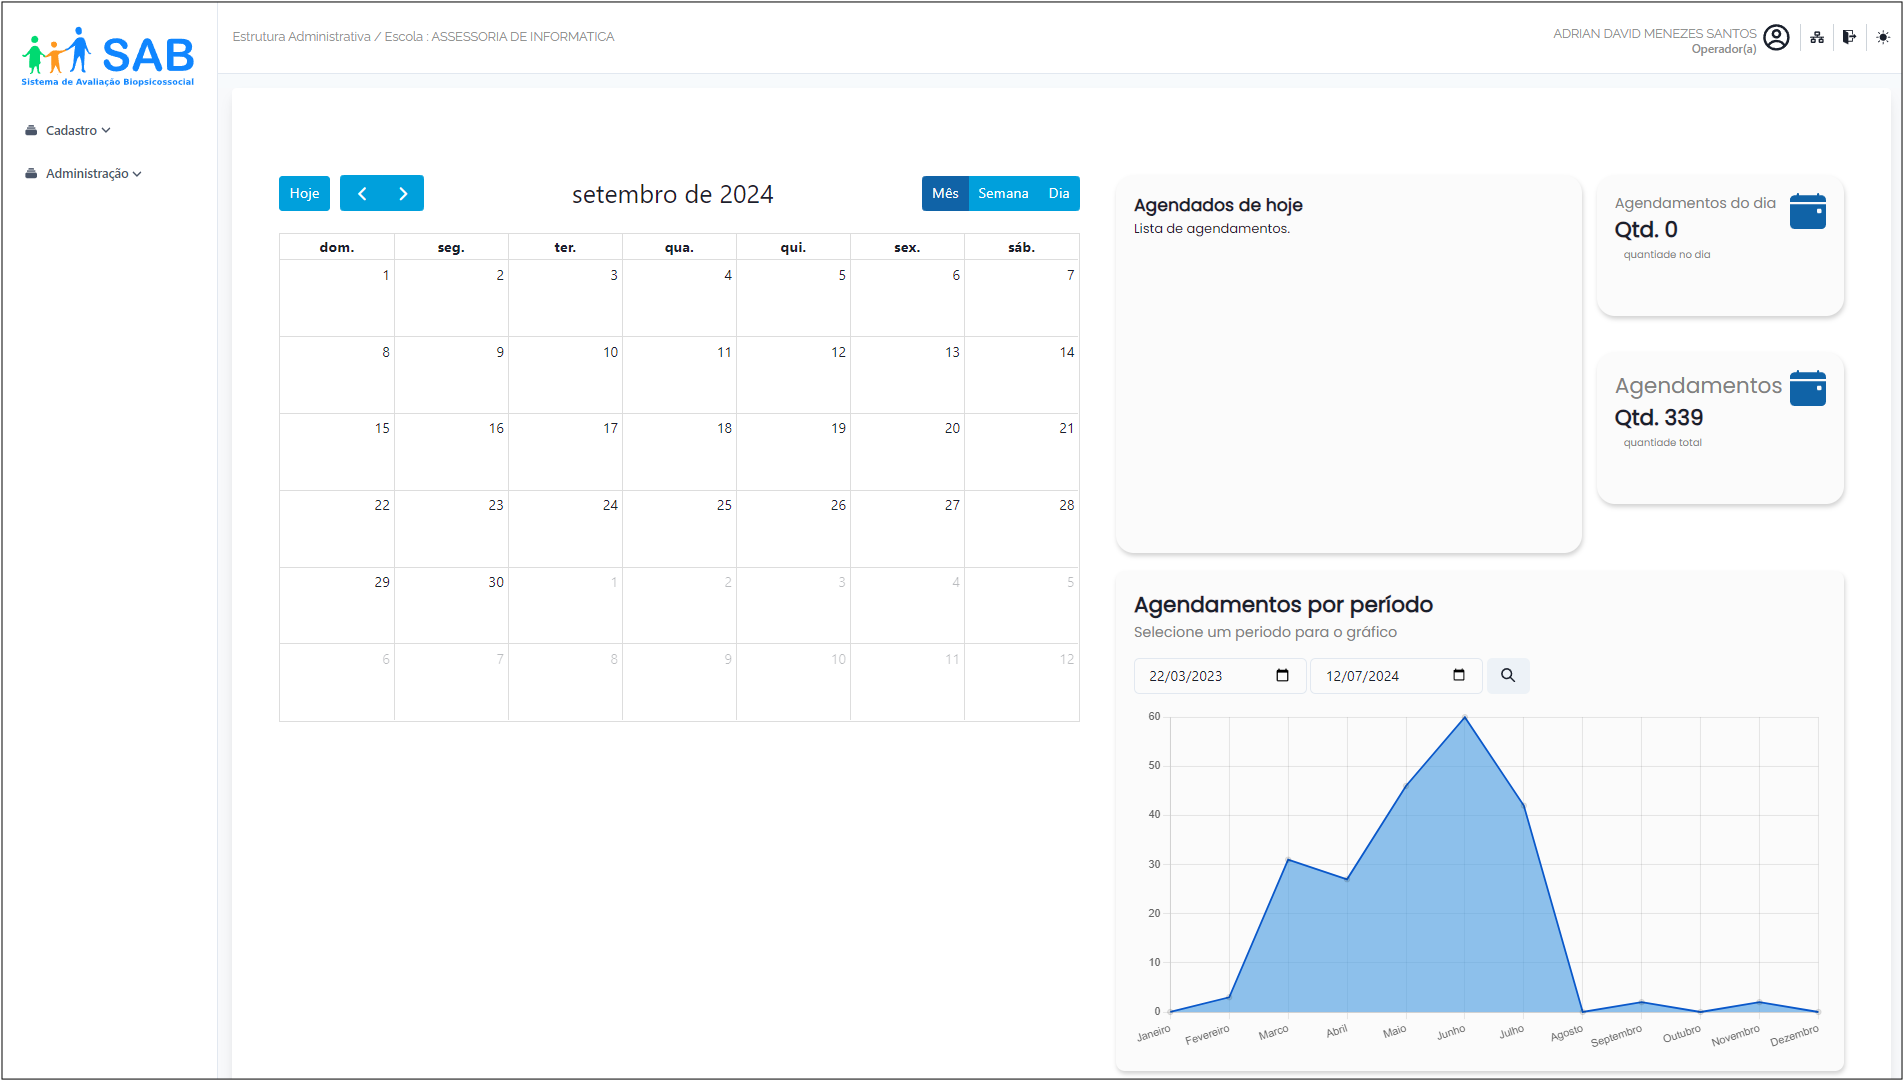 SAB
Sistema de Avaliação Biopsicossocial
Cadastro
Administração
Estrutura Administrativa / Escola : ASSESSORIA DE INFORMATICA
ADRIAN DAVID MENEZES SANTOS
Operador(a)
Hoje
setembro de 2024
Mês Semana Dia
dom. seg. ter. qua. qui. sex. sáb.
1 2 3 4 5 6 7
8 9 10 11 12 13 14
15 16 17 18 19 20 21
22 23 24 25 26 27 28
29 30 1 2 3 4 5
6 7 8 9 10 11 12
Agendados de hoje
Lista de agendamentos.
Agendamentos do dia
Qtd. 0
quantiade no dia
Agendamentos
Qtd. 339
quantiade total
Agendamentos por período
Selecione um periodo para o gráfico
22/03/2023 12/07/2024
60
50
40
30
20
10
0
Janeiro Fevereiro Marco Abril Maio Junho Julho Agosto Septembro Outubro Novembro Dezembro